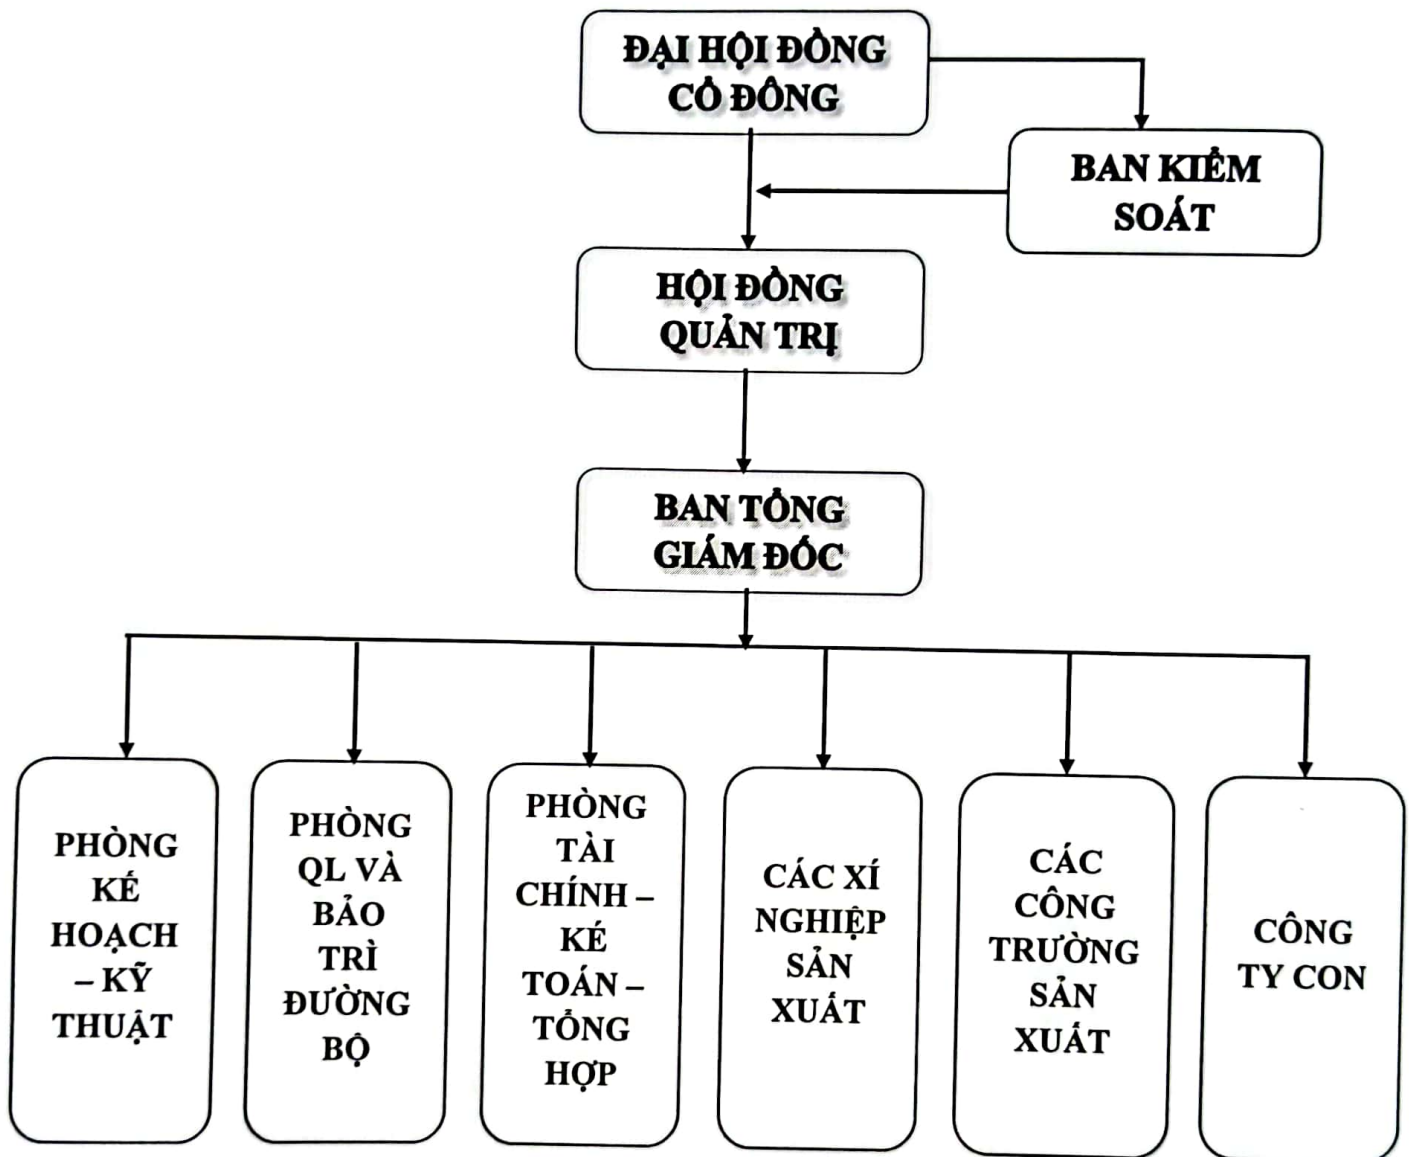 ĐẠI HỘI ĐỒNG
CỔ ĐÔNG
BAN KIỂM
SOÁT
HỘI ĐỒNG
QUẢN TRỊ
BAN TỔNG
GIÁM ĐỐC
PHÒNG
KẾ
HOẠCH
– KỸ
THUẬT
PHÒNG
QL VÀ
BẢO
TRÌ
ĐƯỜNG
BỘ
PHÒNG
TÀI
CHÍNH –
KẾ
TOÁN –
TỔNG
HỢP
CÁC XÍ
NGHIỆP
SẢN
XUẤT
CÁC
CÔNG
TRƯỜNG
SẢN
XUẤT
CÔNG
TY CON